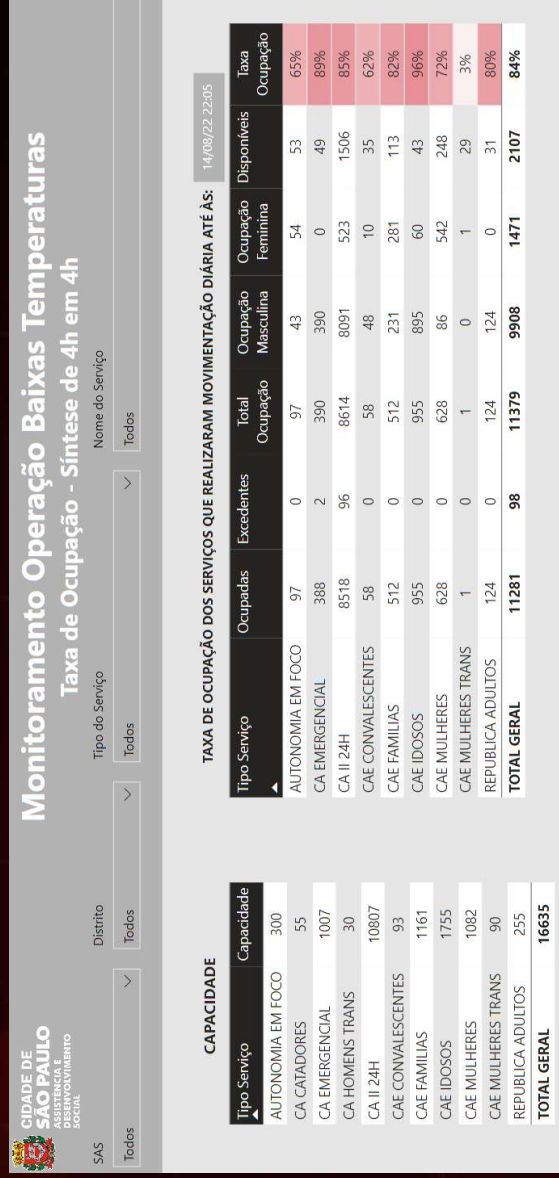 CIDADE DE
SÃO PAULO
ASSISTÊNCIA E
DESENVOLVIMENTO
SOCIAL
Monitoramento Operação Baixas Temperaturas
Taxa de Ocupação - Síntese de 4h em 4h
SAS Distrito Tipo do Serviço Nome do Serviço
Todos Todos Todos Todos
CAPACIDADE
Tipo Serviço Capacidade
AUTONOMIA EM FOCO 300
CA CATADORES 55
CA EMERGENCIAL 1007
CA HOMENS TRANS 30
CA II 24H 10807
CAE CONVALESCENTES 93
CAE FAMILIAS 1161
CAE IDOSOS 1755
CAE MULHERES 1082
CAE MULHERES TRANS 90
REPUBLICA ADULTOS 255
TOTAL GERAL 16635
TAXA DE OCUPAÇÃO DOS SERVIÇOS QUE REALIZARAM MOVIMENTAÇÃO DIÁRIA ATÉ ÀS: 14/08/22 22:05
Tipo Serviço Ocupadas Excedentes Total Ocupação Ocupação Masculina Ocupação Feminina Disponíveis Taxa Ocupação
AUTONOMIA EM FOCO 97 0 97 43 54 53 65%
CA EMERGENCIAL 388 2 390 390 0 49 89%
CA II 24H 8518 96 8614 8091 523 1506 85%
CAE CONVALESCENTES 58 0 58 48 10 35 62%
CAE FAMILIAS 512 0 512 231 281 113 82%
CAE IDOSOS 955 0 955 895 60 43 96%
CAE MULHERES 628 0 628 86 542 248 72%
CAE MULHERES TRANS 1 0 1 0 1 29 3%
REPUBLICA ADULTOS 124 0 124 124 0 31 80%
TOTAL GERAL 11281 98 11379 9908 1471 2107 84%